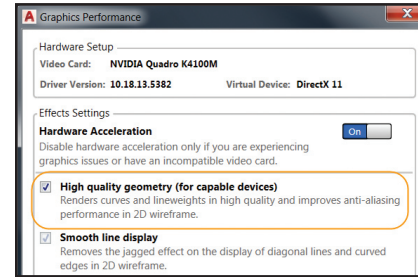 A Graphics Performance
Hardware Setup
Video Card: NVIDIA Quadro K4100M
Driver Version: 10.18.13.5382 Virtual Device: DirectX 11
Effects Settings
Hardware Acceleration On
Disable hardware acceleration only if you are experiencing
graphics issues or have an incompatible video card.
High quality geometry (for capable devices)
Renders curves and lineweights in high quality and improves anti-aliasing
performance in 2D wireframe.
Smooth line display
Removes the jagged effect on the display of diagonal lines and curved
edges in 2D wireframe.